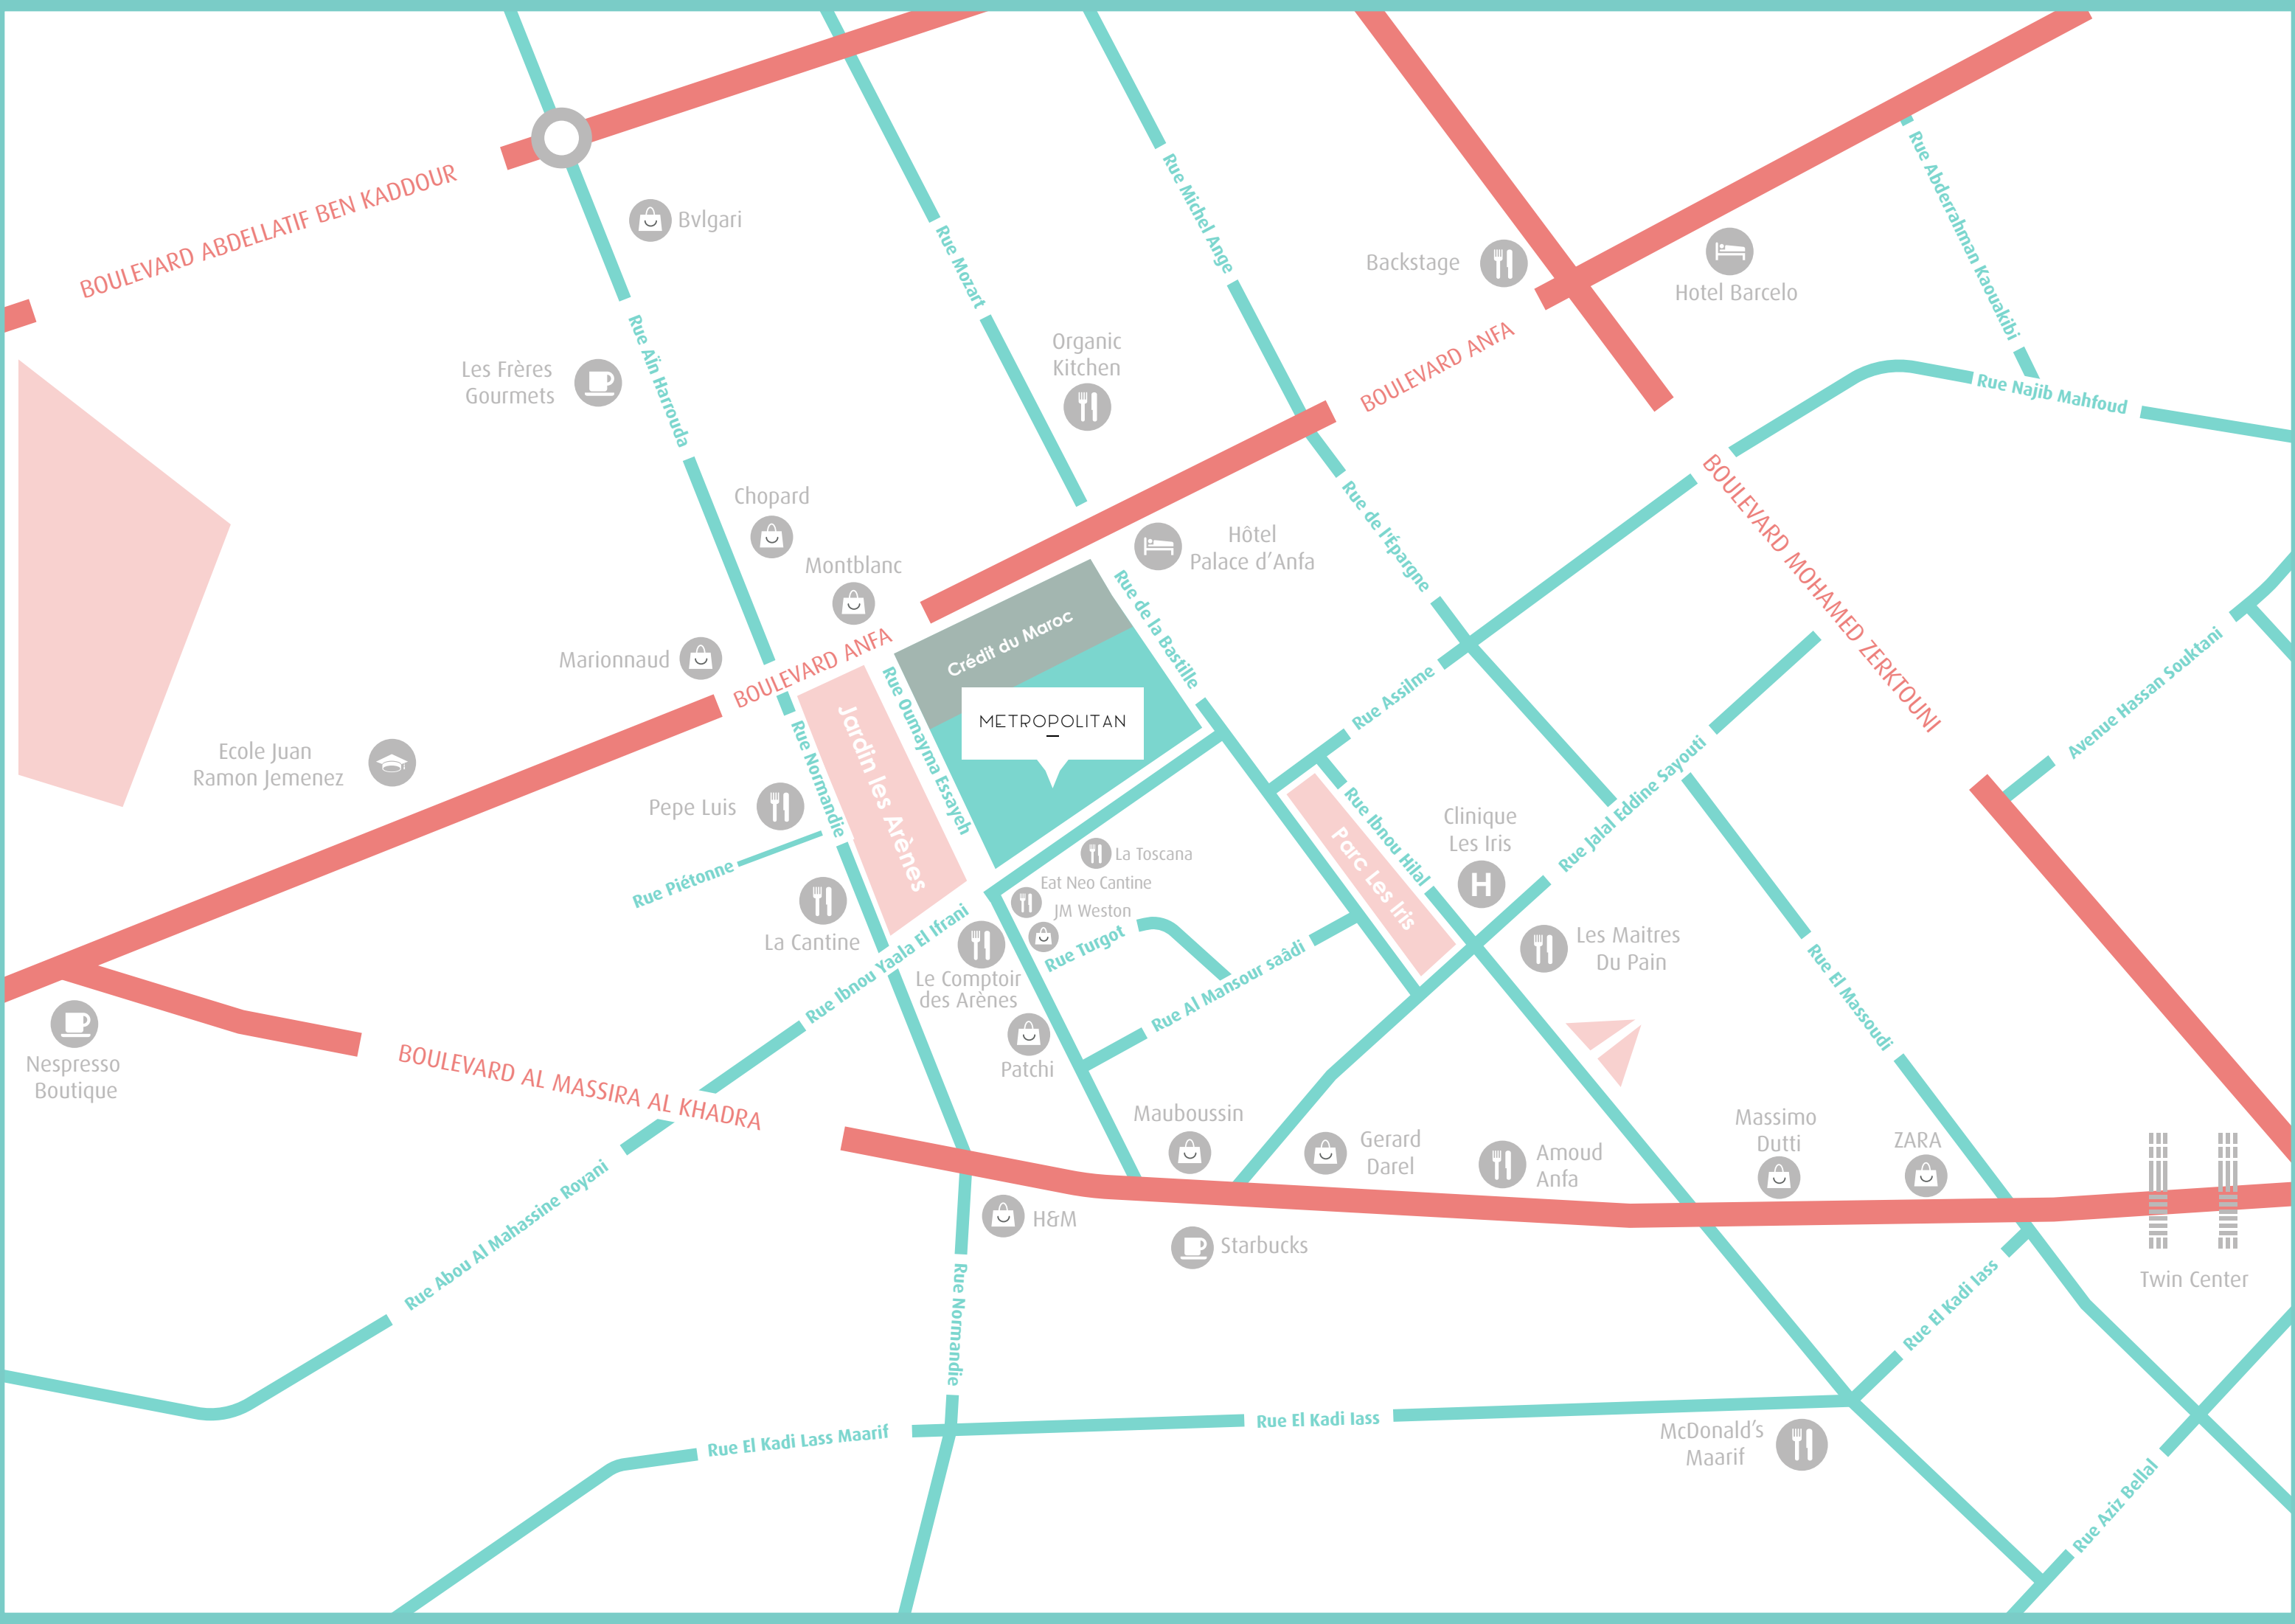 BOULEVARD ABDELLATIF BEN KADDOUR
Bvlgari
Rue Mozart
Rue Michel Ange
Rue Abderrahman Kaouakibi
Backstage
Hotel Barcelo
Les Frères
Gourmets
Rue Aïn Harrouda
Organic
Kitchen
BOULEVARD ANFA
Rue Najib Mahfoud
Chopard
Montblanc
Hôtel
Palace d’Anfa
Rue de l'Épargne
BOULEVARD MOHAMED ZERKTOUNI
Marionnaud
BOULEVARD ANFA
Crédit du Maroc
METROPOLITAN
Rue de la Bastille
Rue Assilme
Avenue Hassan Souktani
Ecole Juan
Ramon Jemenez
Rue Normandie
Jardin les Arènes
Rue Oumayma Essayeh
Pepe Luis
Rue Piétonne
La Cantine
La Toscana
Eat Neo Cantine
JM Weston
Rue Turgot
Rue Ibnou Hilal
Parc Les Iris
Clinique
Les Iris
H
Rue Jalal Eddine Sayouti
Les Maitres
Du Pain
Rue El Massoudi
Rue Ibnou Yaala El Ifrani
Le Comptoir
des Arènes
Rue Al Mansour saâdi
Patchi
Nespresso
Boutique
BOULEVARD AL MASSIRA AL KHADRA
Mauboussin
Gerard
Darel
Amoud
Anfa
Massimo
Dutti
ZARA
Rue Abou Al Mahassine Royani
H&M
Starbucks
Twin Center
Rue Normandie
Rue El Kadi Iass
Rue El Kadi Lass Maarif
Rue El Kadi Iass
McDonald’s
Maarif
Rue Aziz Bellal